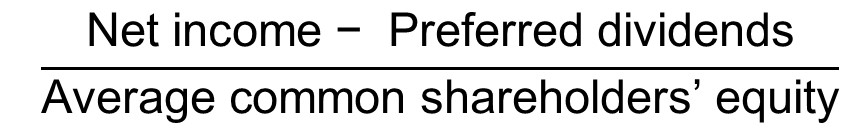 Net income − Preferred dividends
Average common shareholders’ equity